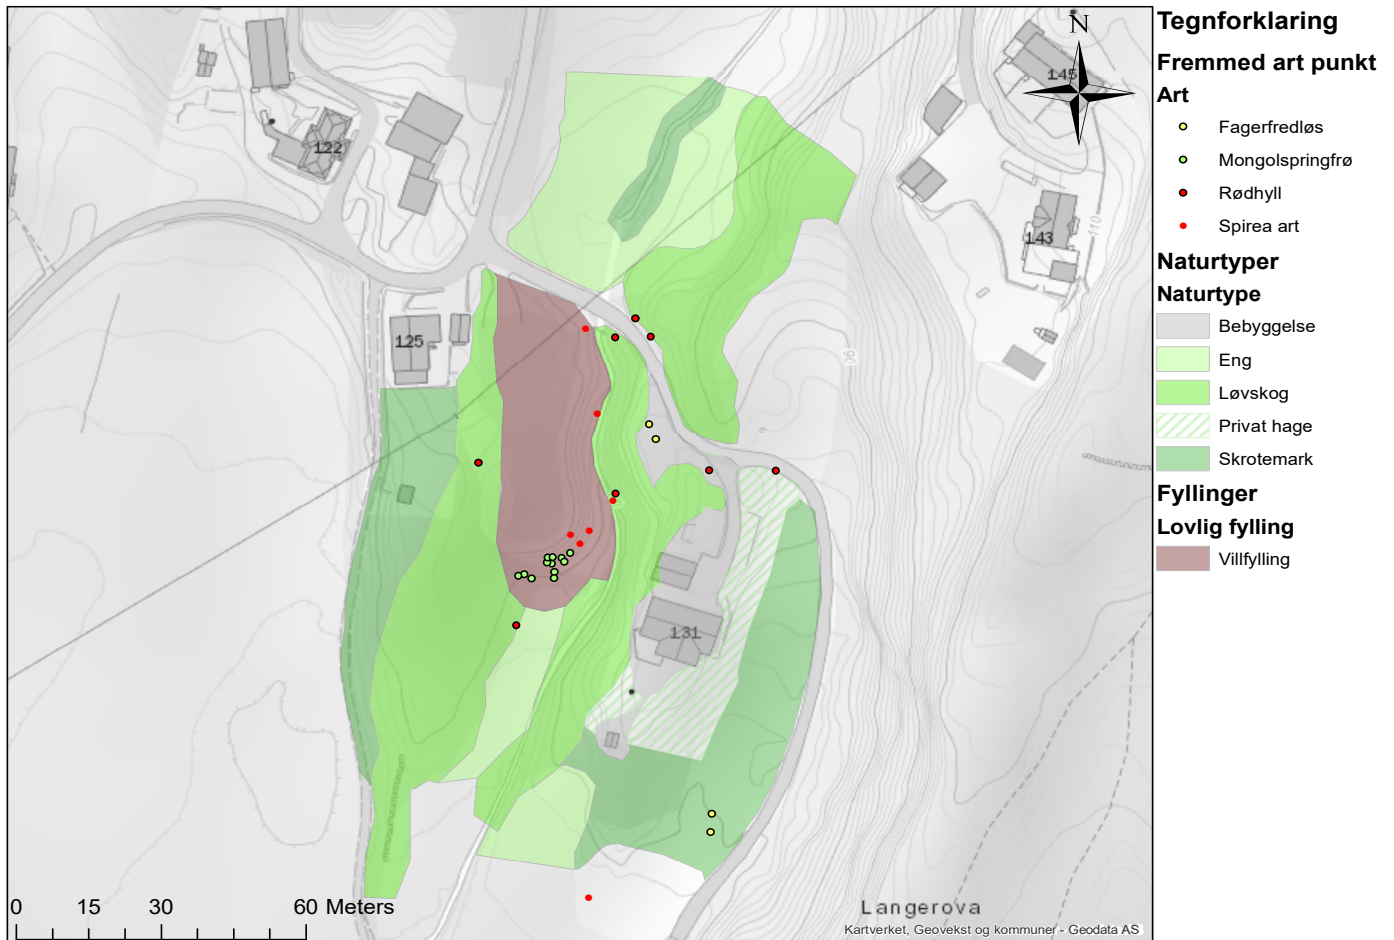 Tegnforklaring
Fremmed art punkt
Art
Fagerfredløs
Mongolspringfrø
Rødhyll
Spirea art
Naturtyper
Naturtype
Bebyggelse
Eng
Løvskog
Privat hage
Skrotemark
Fyllinger
Lovlig fylling
Villfylling
N
145
122
143
110
125
90
131
0 15 30 60 Meters
Langerova
Kartverket, Geovekst og kommuner - Geodata AS